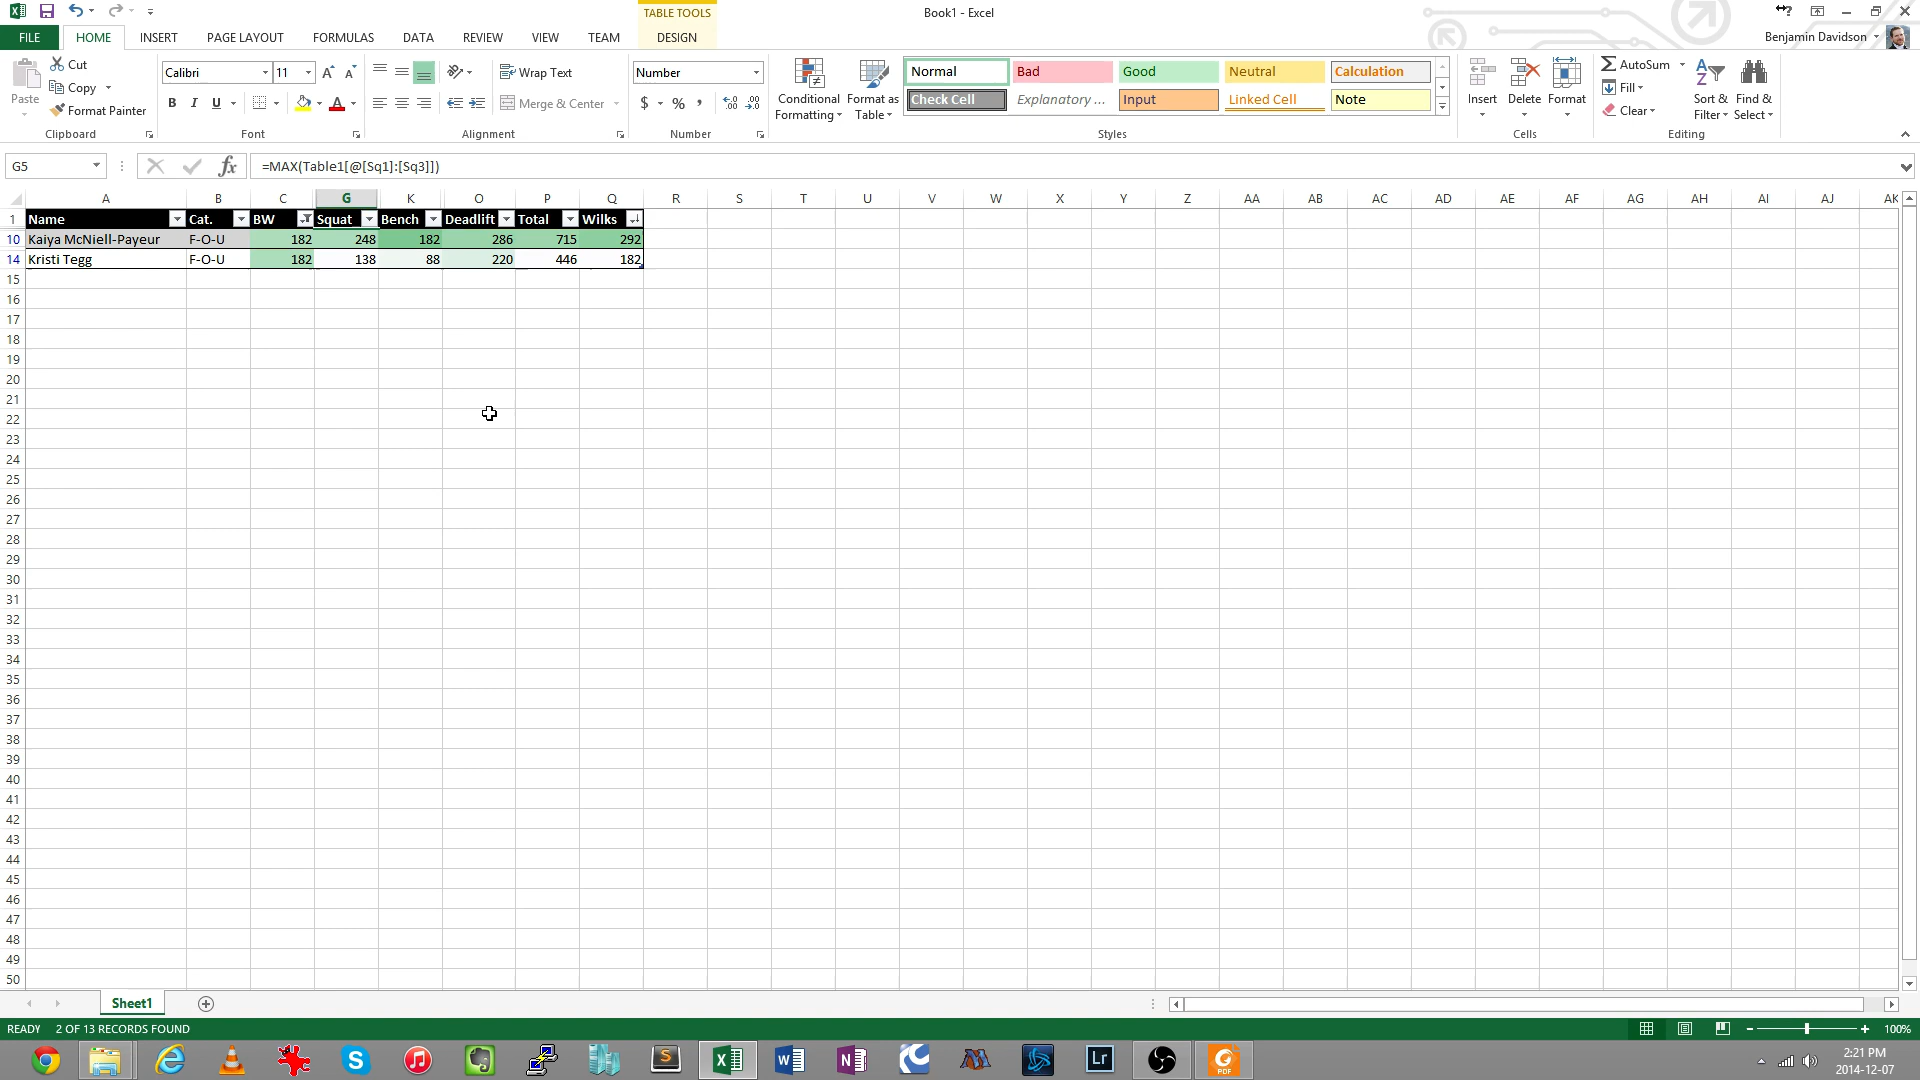 TABLE TOOLS
Book1 - Excel
FILE HOME INSERT PAGE LAYOUT FORMULAS DATA REVIEW VIEW TEAM DESIGN
Benjamin Davidson
Paste
Cut
Copy
Format Painter
Clipboard
Calibri 11
B I U
Font
Wrap Text
Merge & Center
Alignment
Number
$ %
Number
Conditional Formatting
Format as Table
Normal Bad Good Neutral Calculation
Check Cell Explanatory ... Input Linked Cell Note
Styles
Insert Delete Format
Cells
AutoSum
Fill
Clear
Sort & Filter
Find & Select
Editing
G5 fx =MAX(Table1[@[Sq1]:[Sq3]])
A B C G K O P Q R S T U V W X Y Z AA AB AC AD AE AF AG AH AI AJ AK
1 Name Cat. BW Squat Bench Deadlift Total Wilks
10 Kaiya McNiell-Payeur F-O-U 182 248 182 286 715 292
14 Kristi Tegg F-O-U 182 138 88 220 446 182
15
16
17
18
19
20
21
22
23
24
25
26
27
28
29
30
31
32
33
34
35
36
37
38
39
40
41
42
43
44
45
46
47
48
49
50
Sheet1
READY 2 OF 13 RECORDS FOUND
100%
Lr
PDF
2:21 PM
2014-12-07